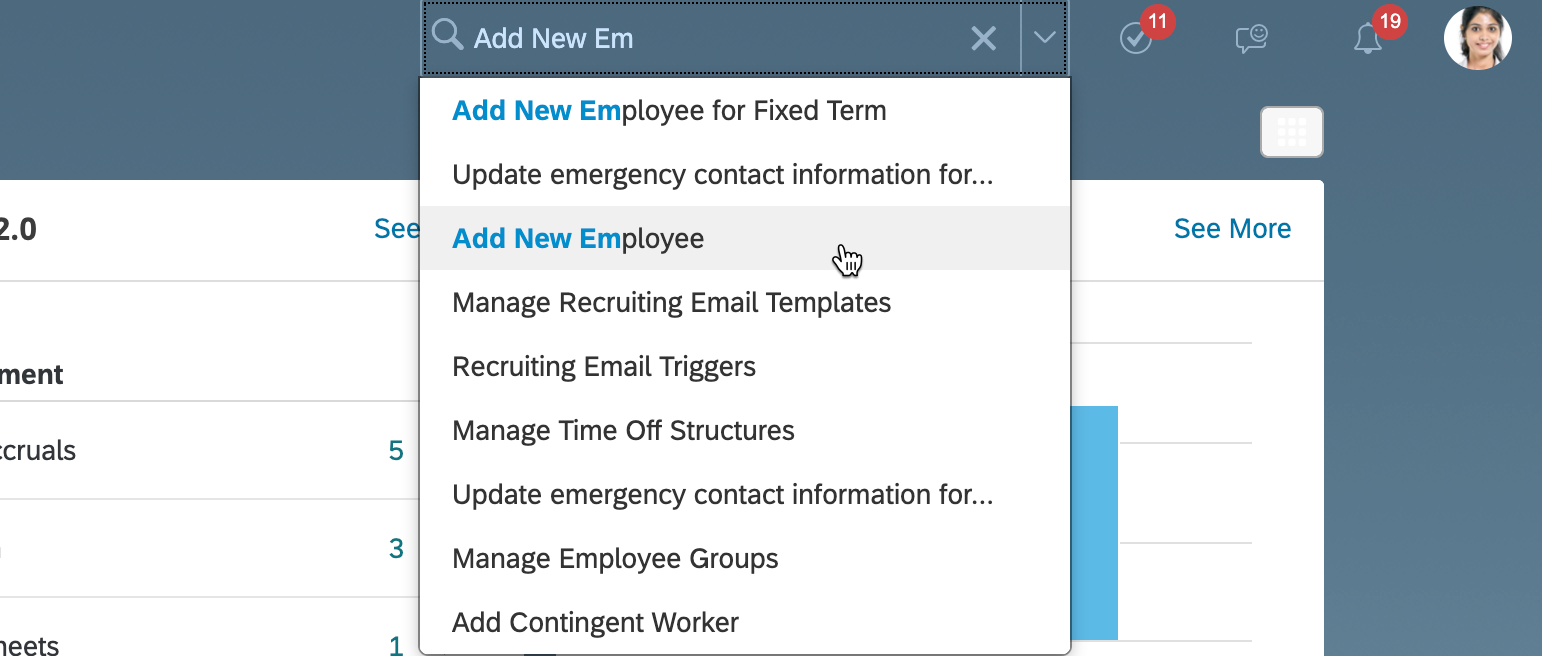 Add New Em
11
19
Add New Employee for Fixed Term
Update emergency contact information for...
2.0
See
Add New Employee
See More
Manage Recruiting Email Templates
Recruiting Email Triggers
ment
Manage Time Off Structures
ccruals
5
Update emergency contact information for...
3
Manage Employee Groups
Add Contingent Worker
heets
1